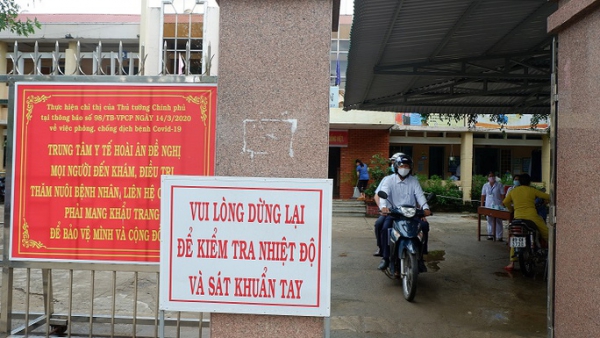 Thực hiện chỉ thị của Thủ tướng Chính phủ
tại thông báo số 98/TB-VPCP NGÀY 14/3/2020
về việc phòng, chống dịch bệnh Covid-19
TRUNG TÂM Y TẾ HOÀI ÂN ĐỀ NGHỊ
MỌI NGƯỜI ĐẾN KHÁM, ĐIỀU TRỊ
THĂM NUÔI BỆNH NHÂN, LIÊN HỆ
PHẢI MANG KHẨU TRANG
ĐỂ BẢO VỆ MÌNH VÀ CỘNG
VUI LÒNG DỪNG LẠI
ĐỂ KIỂM TRA NHIỆT ĐỘ
VÀ SÁT KHUẨN TAY